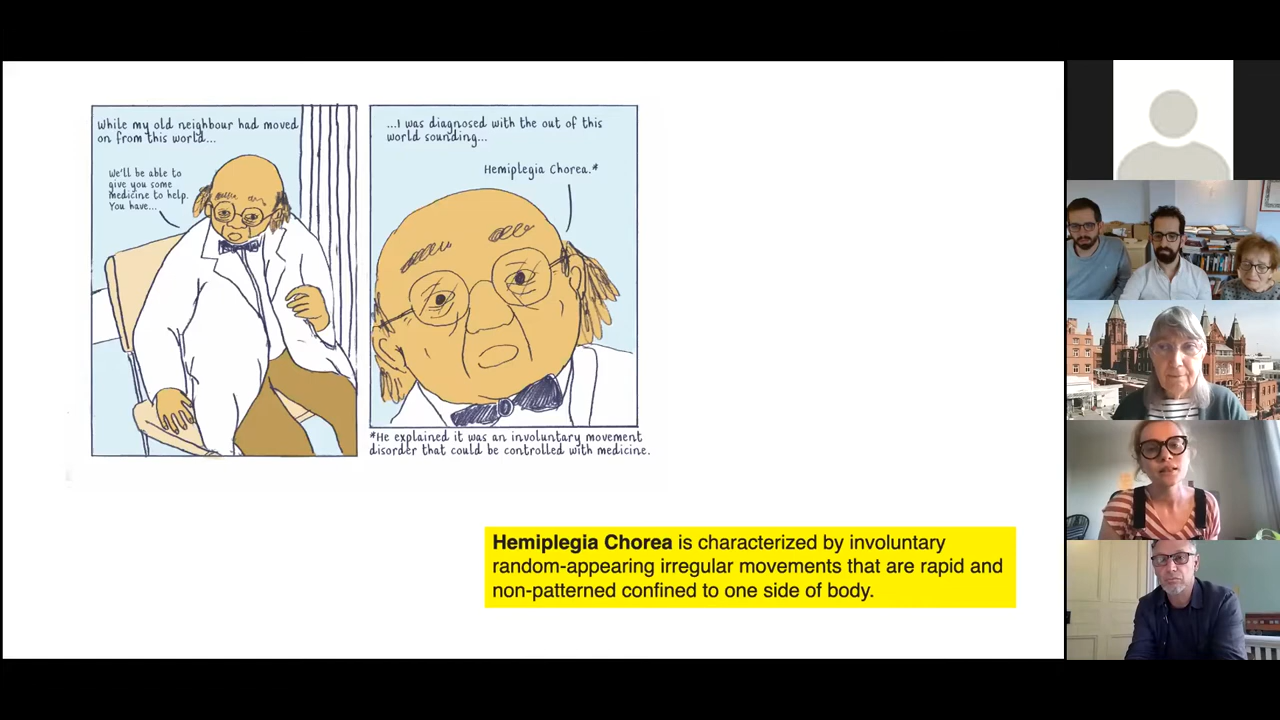 While my old neighbour had moved
on from this world...
We'll be able to
give you some
medicine to help.
You have...
...I was diagnosed with the out of this
world sounding...
Hemiplegia Chorea.*
*He explained it was an involuntary movement
disorder that could be controlled with medicine.
Hemiplegia Chorea is characterized by involuntary
random-appearing irregular movements that are rapid and
non-patterned confined to one side of body.